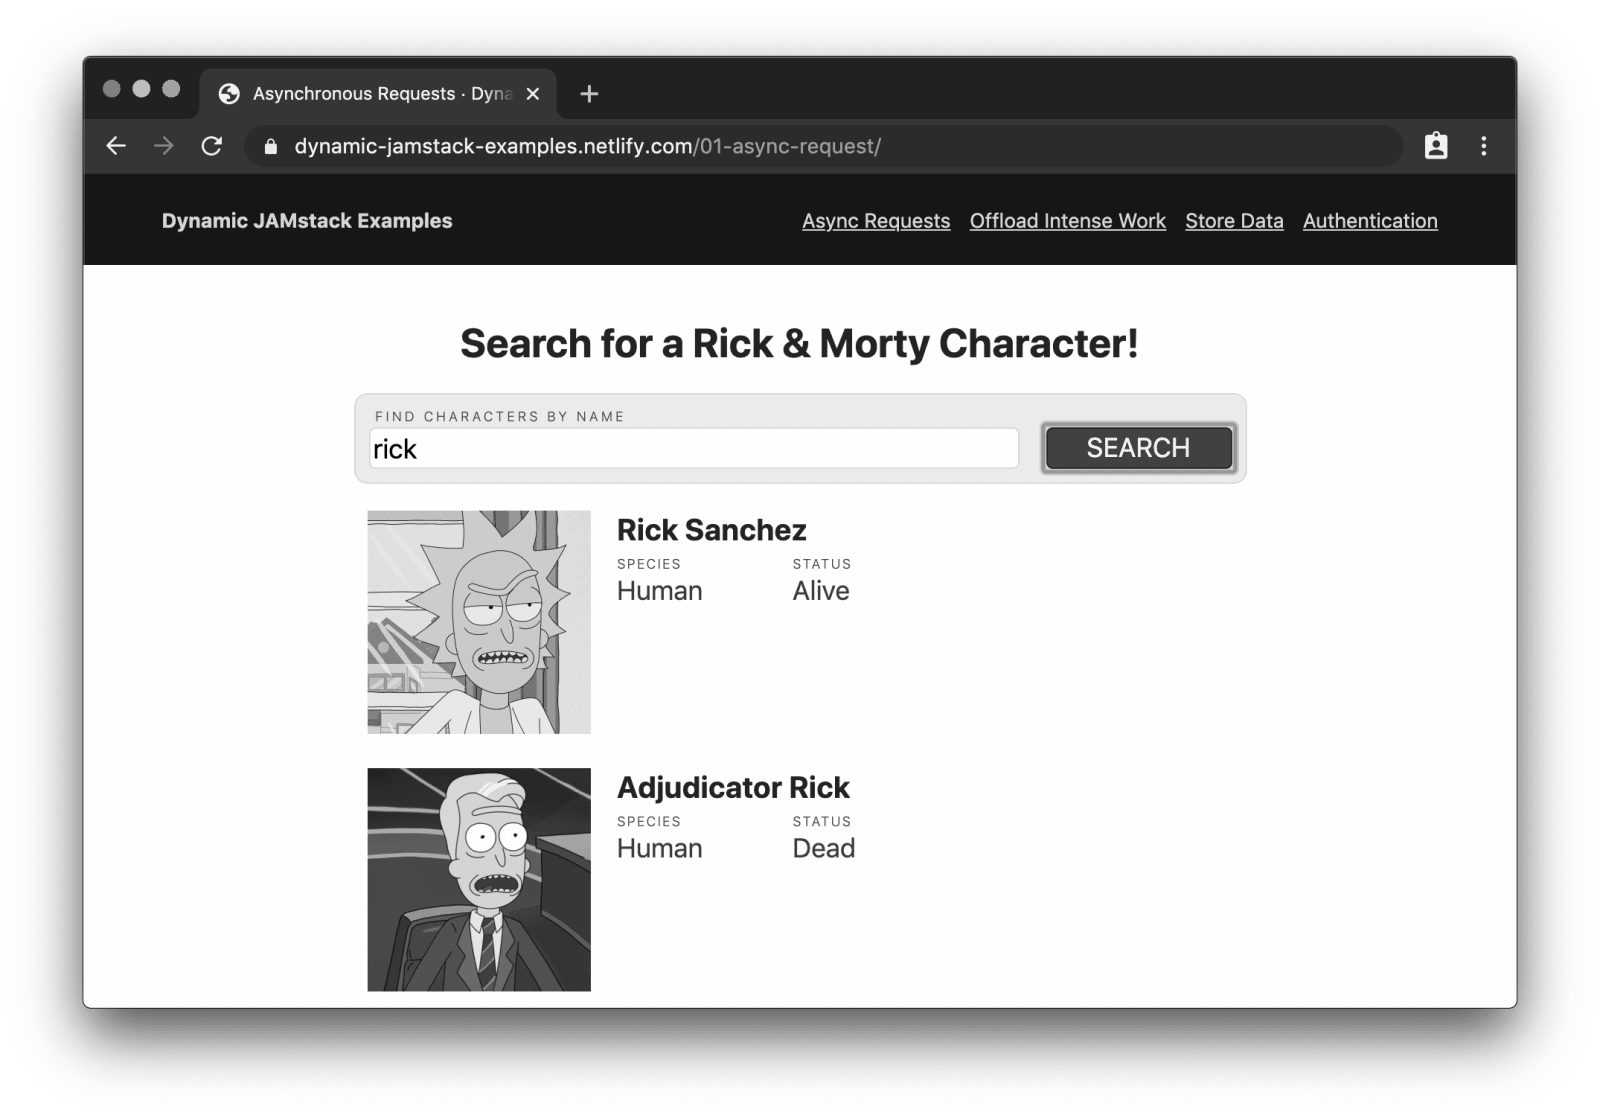 Asynchronous Requests · Dyna
dynamic-jamstack-examples.netlify.com/01-async-request/
Dynamic JAMstack Examples
Async Requests Offload Intense Work Store Data Authentication
Search for a Rick & Morty Character!
FIND CHARACTERS BY NAME
rick
SEARCH
Rick Sanchez
SPECIES STATUS
Human Alive
Adjudicator Rick
SPECIES STATUS
Human Dead